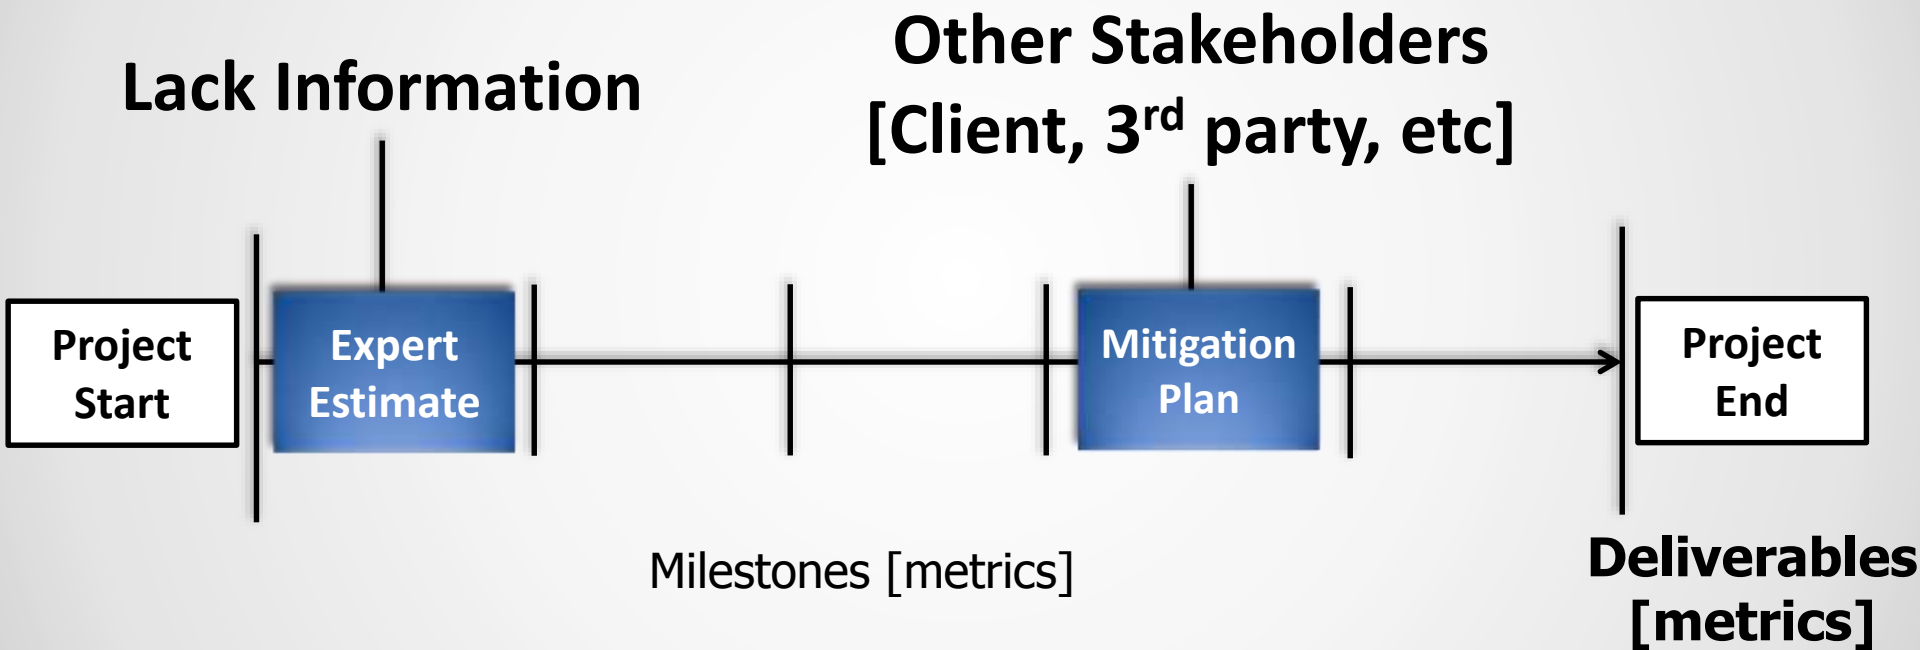 Lack Information
Other Stakeholders
[Client, 3rd party, etc]
Project
Start
Expert
Estimate
Mitigation
Plan
Project
End
Milestones [metrics]
Deliverables
[metrics]